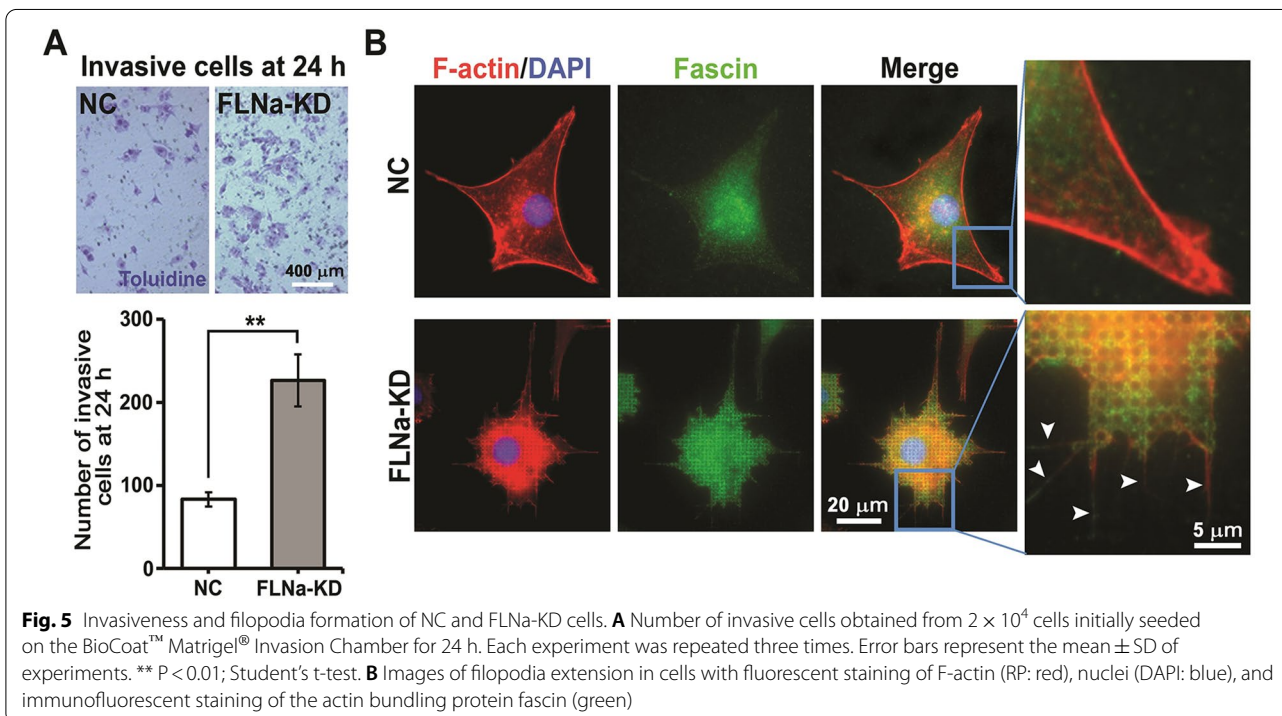 A
Invasive cells at 24 h
NC
FLNa-KD
Toluidine
400 μm
Number of invasive
cells at 24 h
300
200
100
0
**
NC
FLNa-KD
B
F-actin/DAPI
Fascin
Merge
NC
FLNa-KD
20 μm
5 μm
Fig. 5 Invasiveness and filopodia formation of NC and FLNa-KD cells. A Number of invasive cells obtained from 2 × 10⁴ cells initially seeded
on the BioCoat™ Matrigel® Invasion Chamber for 24 h. Each experiment was repeated three times. Error bars represent the mean ± SD of
experiments. ** P < 0.01; Student's t-test. B Images of filopodia extension in cells with fluorescent staining of F-actin (RP: red), nuclei (DAPI: blue), and
immunofluorescent staining of the actin bundling protein fascin (green)